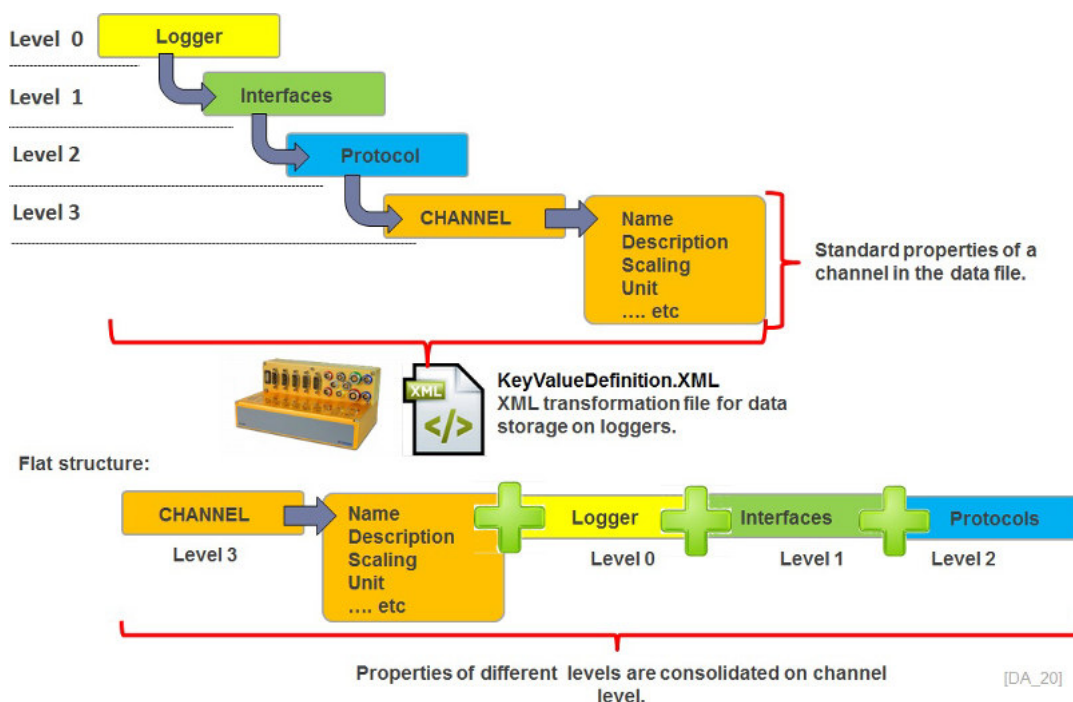 Level 0
Logger
Level 1
Interfaces
Level 2
Protocol
Level 3
CHANNEL
Name
Description
Scaling
Unit
.... etc
Standard properties of a
channel in the data file.
XML
</>
KeyValueDefinition.XML
XML transformation file for data
storage on loggers.
Flat structure:
CHANNEL
Level 3
Name
Description
Scaling
Unit
.... etc
Logger
Level 0
Interfaces
Level 1
Protocols
Level 2
Properties of different levels are consolidated on channel
level.
[DA_20]